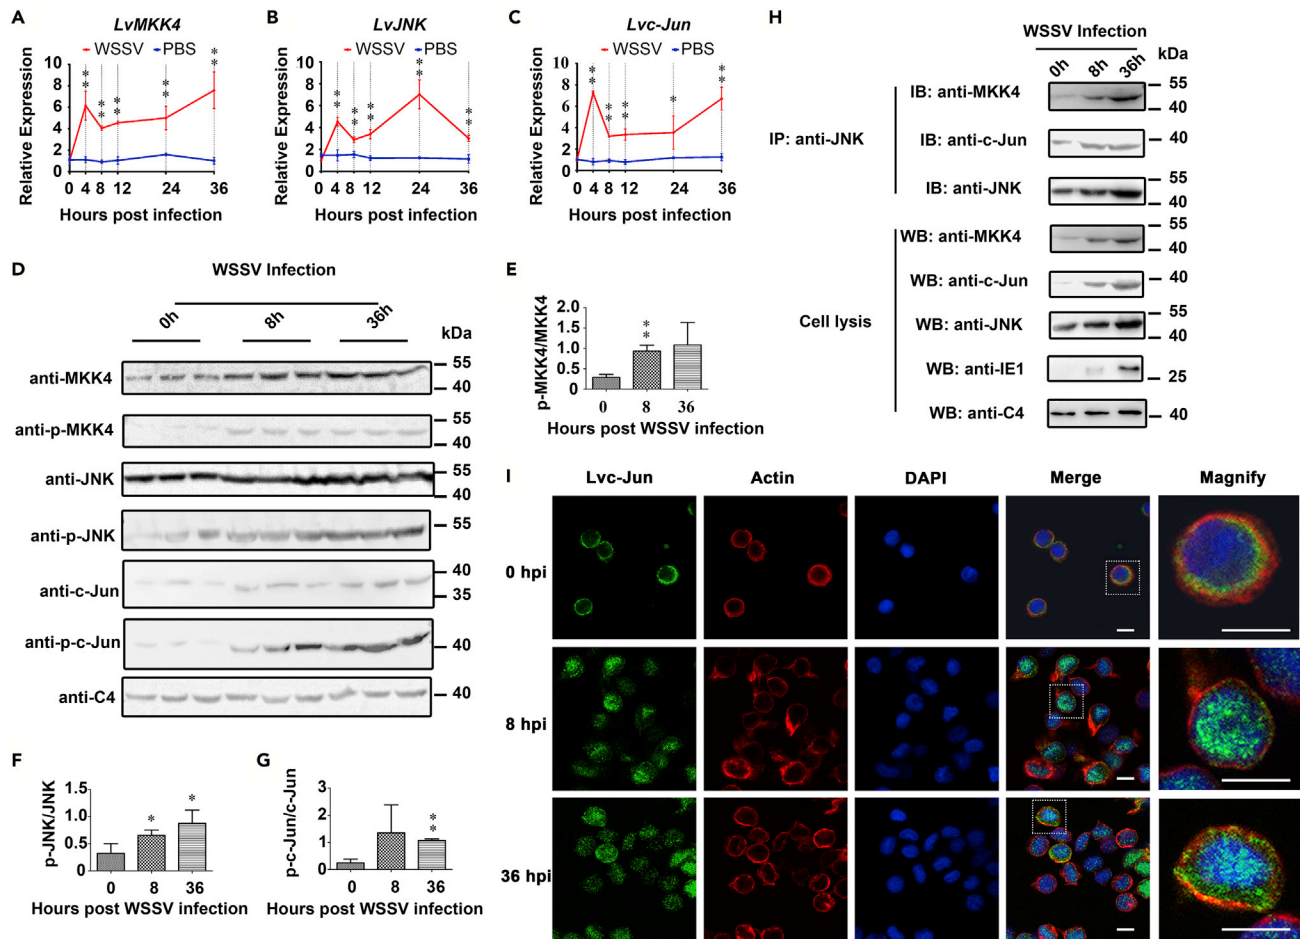 A
LvMKK4
WSSV PBS
Relative Expression
10
8
6
4
2
0
0 4 8 12 24 36
** ** ** ** **
Hours post infection
B
LvJNK
WSSV PBS
Relative Expression
10
8
6
4
2
0
0 4 8 12 24 36
** ** ** ** **
Hours post infection
C
Lvc-Jun
WSSV PBS
Relative Expression
10
8
6
4
2
0
0 4 8 12 24 36
** ** ** * **
Hours post infection
D
WSSV Infection
0h 8h 36h
kDa
anti-MKK4 55
40
anti-p-MKK4 55
40
anti-JNK 55
40
anti-p-JNK 55
40
anti-c-Jun 40
35
anti-p-c-Jun 40
anti-C4 40
E
p-MKK4/MKK4
2.0
1.5
1.0
0.5
0
**
0 8 36
Hours post WSSV infection
F
p-JNK/JNK
1.5
1.0
0.5
0
* *
0 8 36
Hours post WSSV infection
G
p-c-Jun/c-Jun
3
2
1
0
**
0 8 36
Hours post WSSV infection
H
WSSV Infection
0h 8h 36h kDa
IP: anti-JNK
IB: anti-MKK4 55
40
IB: anti-c-Jun 40
IB: anti-JNK 55
40
Cell lysis
WB: anti-MKK4 55
40
WB: anti-c-Jun 40
WB: anti-JNK 55
40
WB: anti-IE1 25
WB: anti-C4 40
I
Lvc-Jun Actin DAPI Merge Magnify
0 hpi
8 hpi
36 hpi